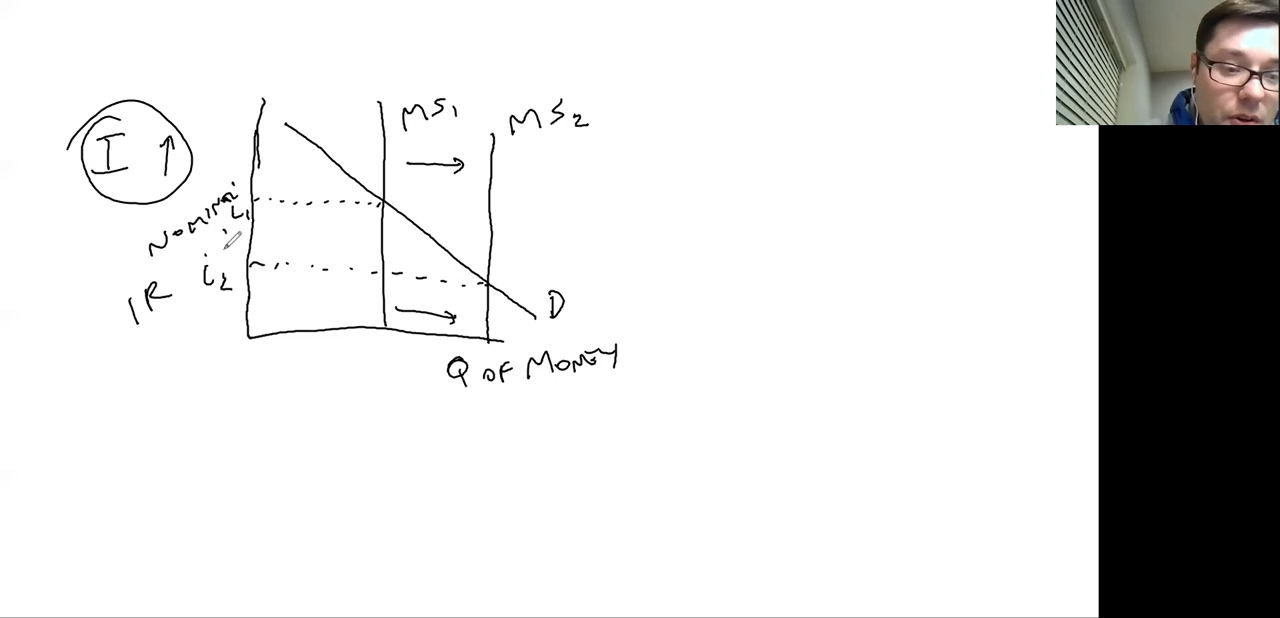 I ↑
MS₁
MS₂
NOMINAL
i₁
IR
i₂
D
Q OF MONEY